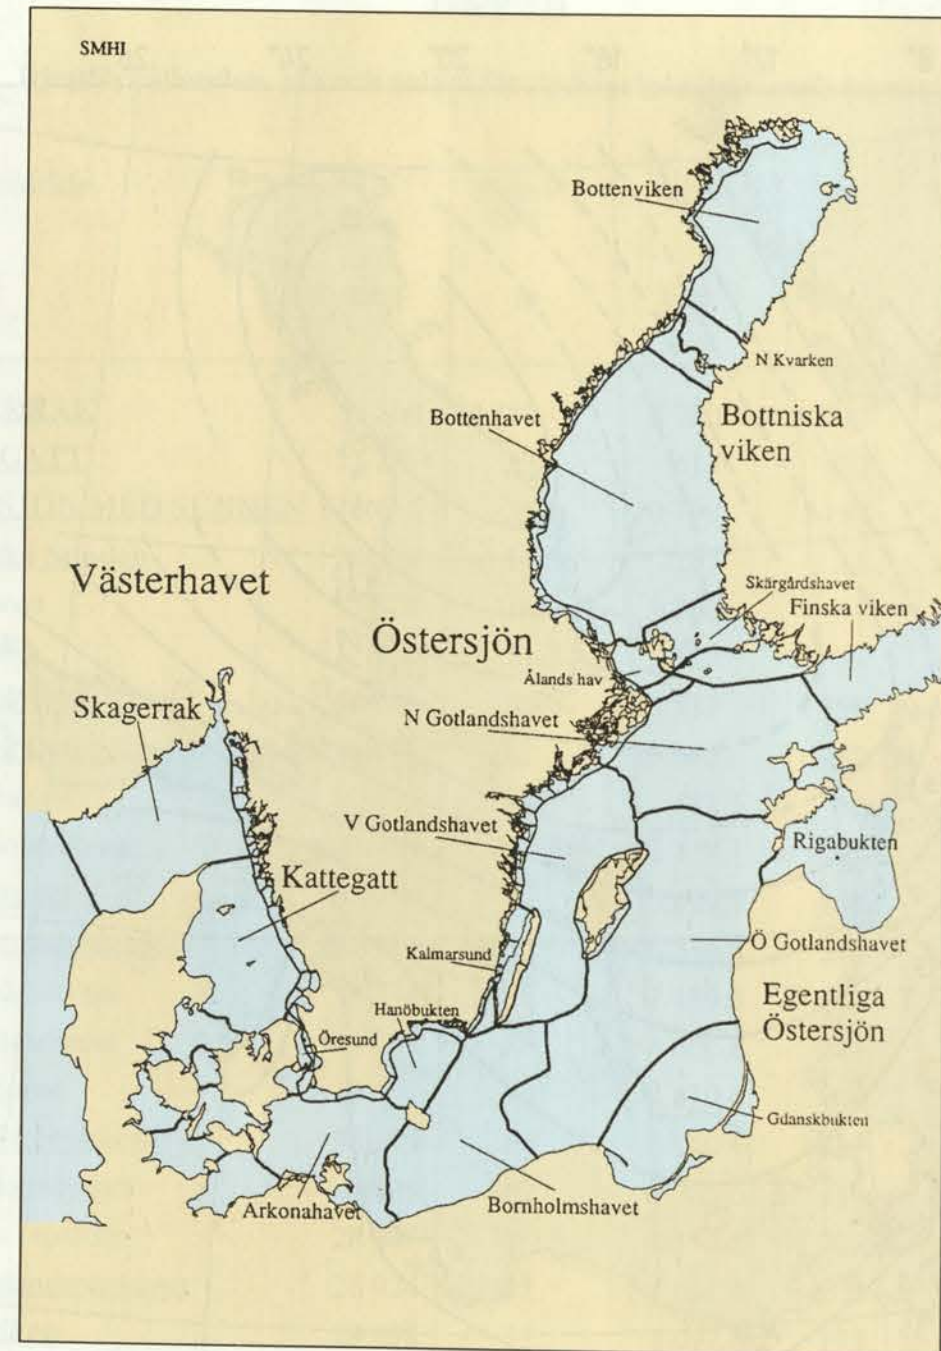 SMHI
Bottenviken
N Kvarken
Bottenhavet
Bottniska
viken
Västerhavet
Skärgårdshavet
Finska viken
Östersjön
Ålands hav
Skagerrak
N Gotlandshavet
V Gotlandshavet
Rigabukten
Kattegatt
Ö Gotlandshavet
Kalmarsund
Egentliga
Östersjön
Hanöbukten
Öresund
Gdanskbukten
Arkonahavet
Bornholmshavet